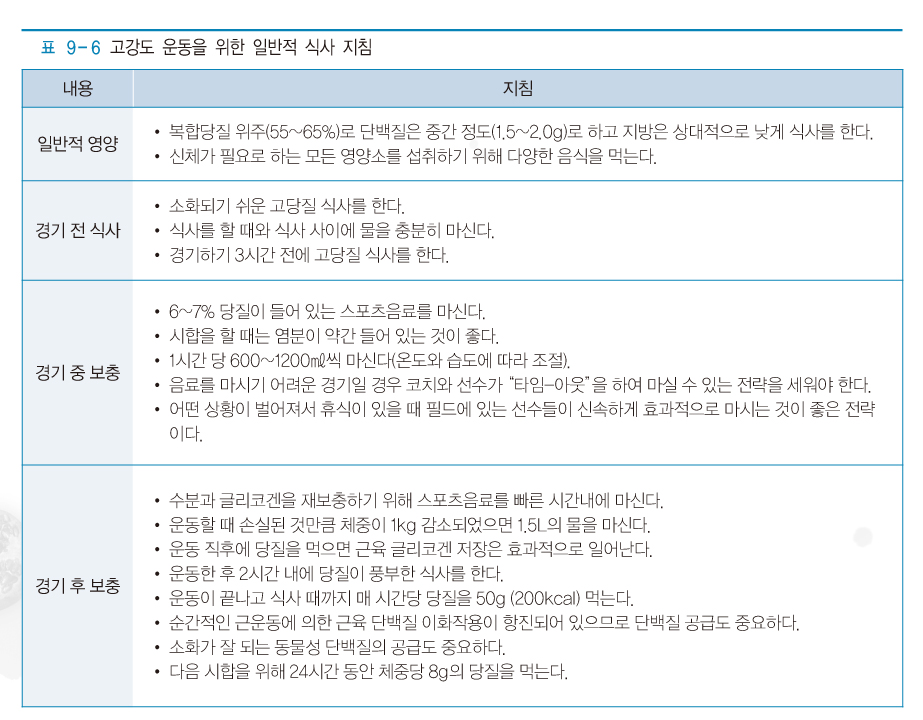 표 9-6 고강도 운동을 위한 일반적 식사 지침
내용
지침
일반적 영양
• 복합당질 위주(55~65%)로 단백질은 중간 정도(1.5~2.0g)로 하고 지방은 상대적으로 낮게 식사를 한다.
• 신체가 필요로 하는 모든 영양소를 섭취하기 위해 다양한 음식을 먹는다.
경기 전 식사
• 소화되기 쉬운 고당질 식사를 한다.
• 식사를 할 때와 식사 사이에 물을 충분히 마신다.
• 경기하기 3시간 전에 고당질 식사를 한다.
경기 중 보충
• 6~7% 당질이 들어 있는 스포츠음료를 마신다.
• 시합을 할 때는 염분이 약간 들어 있는 것이 좋다.
• 1시간 당 600~1200㎖씩 마신다(온도와 습도에 따라 조절).
• 음료를 마시기 어려운 경기일 경우 코치와 선수가 “타임-아웃”을 하여 마실 수 있는 전략을 세워야 한다.
• 어떤 상황이 벌어져서 휴식이 있을 때 필드에 있는 선수들이 신속하게 효과적으로 마시는 것이 좋은 전략
이다.
경기 후 보충
• 수분과 글리코겐을 재보충하기 위해 스포츠음료를 빠른 시간내에 마신다.
• 운동할 때 손실된 것만큼 체중이 1kg 감소되었으면 1.5L의 물을 마신다.
• 운동 직후에 당질을 먹으면 근육 글리코겐 저장은 효과적으로 일어난다.
• 운동한 후 2시간 내에 당질이 풍부한 식사를 한다.
• 운동이 끝나고 식사 때까지 매 시간당 당질을 50g (200kcal) 먹는다.
• 순간적인 근운동에 의한 근육 단백질 이화작용이 항진되어 있으므로 단백질 공급도 중요하다.
• 소화가 잘 되는 동물성 단백질의 공급도 중요하다.
• 다음 시합을 위해 24시간 동안 체중당 8g의 당질을 먹는다.